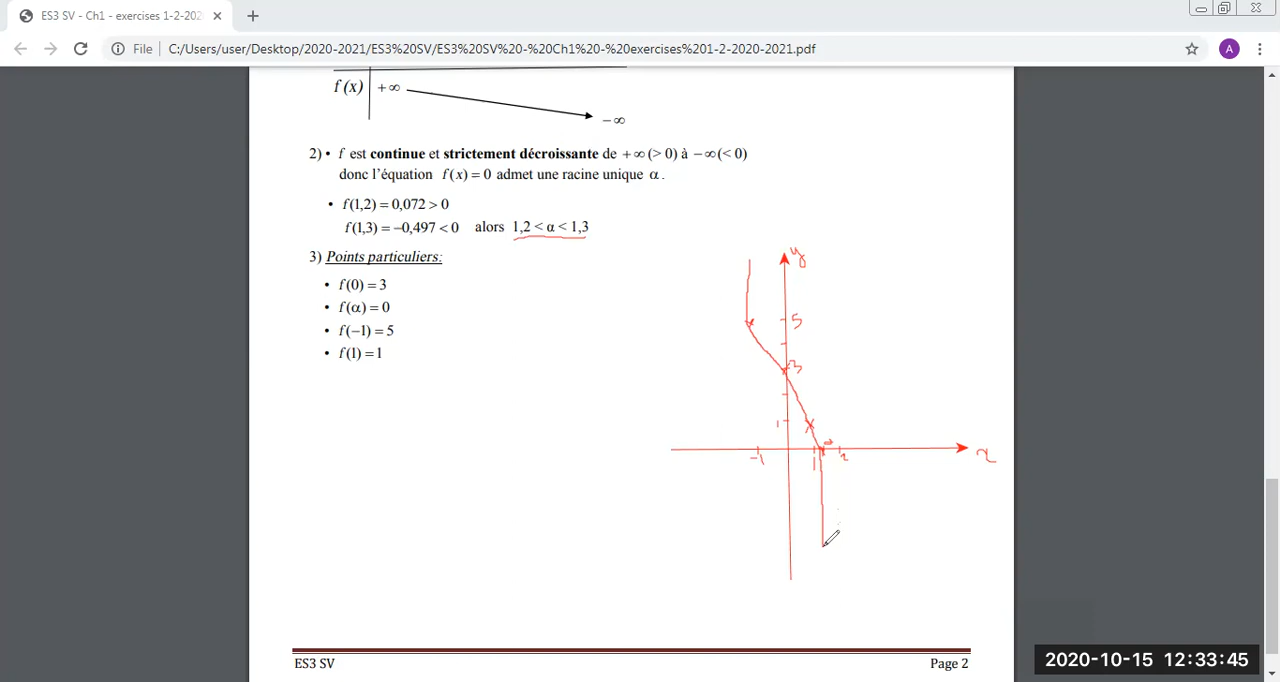 ES3 SV - Ch1 - exercises 1-2-202
File C:/Users/user/Desktop/2020-2021/ES3%20SV/ES3%20SV%20-%20Ch1%20-%20exercises%201-2-2020-2021.pdf
A
f (x) +∞
−∞
2) • f est continue et strictement décroissante de +∞(> 0) à −∞(< 0)
donc l'équation f(x) = 0 admet une racine unique α.
• f(1,2) = 0,072 > 0
f(1,3) = −0,497 < 0 alors 1,2 < α < 1,3
3) Points particuliers:
• f(0) = 3
• f(α) = 0
• f(−1) = 5
• f(1) = 1
y
5
3
1
α
-1 1 2
x
ES3 SV Page 2
2020-10-15 12:33:45